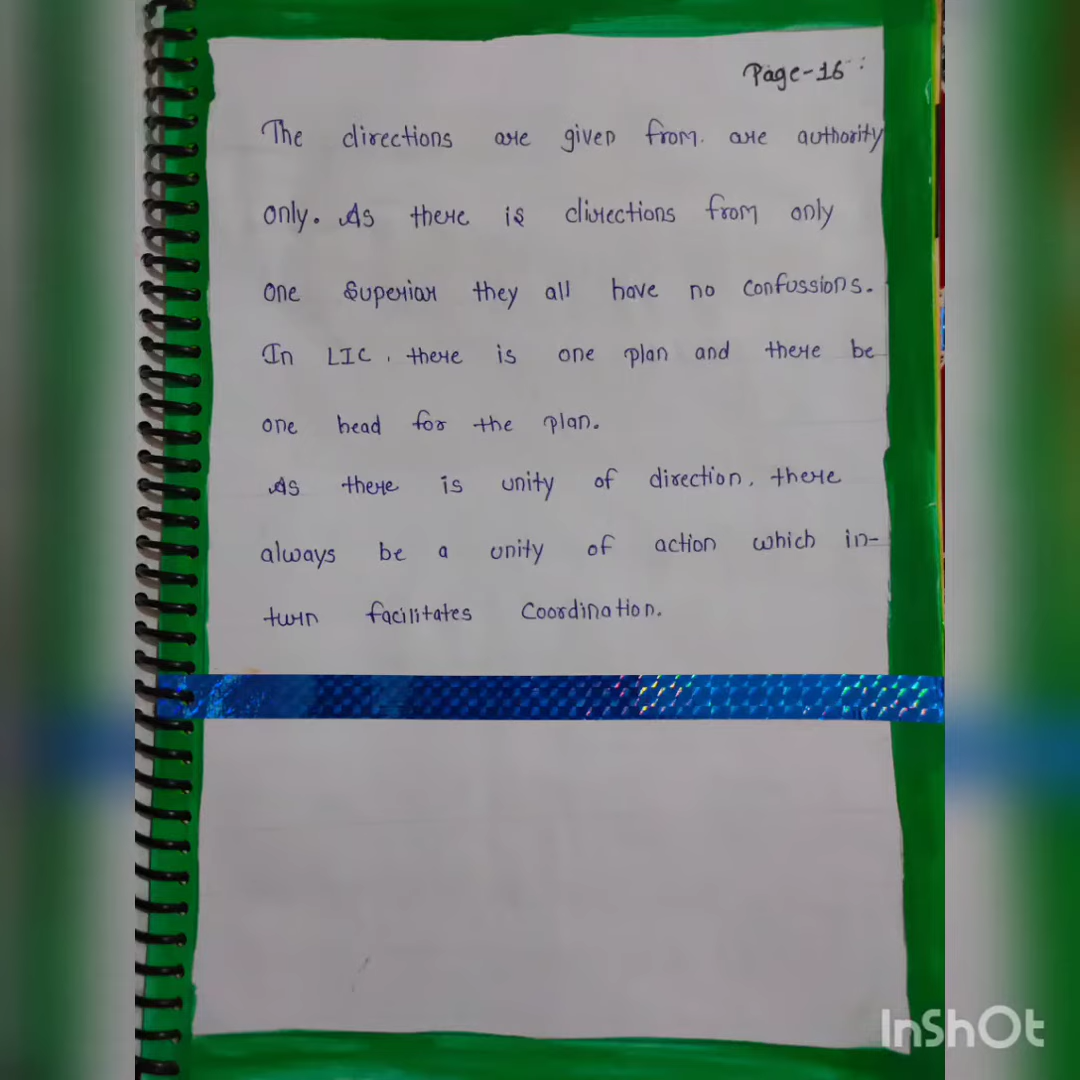 Page-16
The directions are given from. are authority
only. As there is directions from only
one Superior they all have no confussions.
In LIC, there is one plan and there be
one head for the plan.
As there is unity of direction, there
always be a unity of action which in-
turn facilitates Coordination.
InShOt